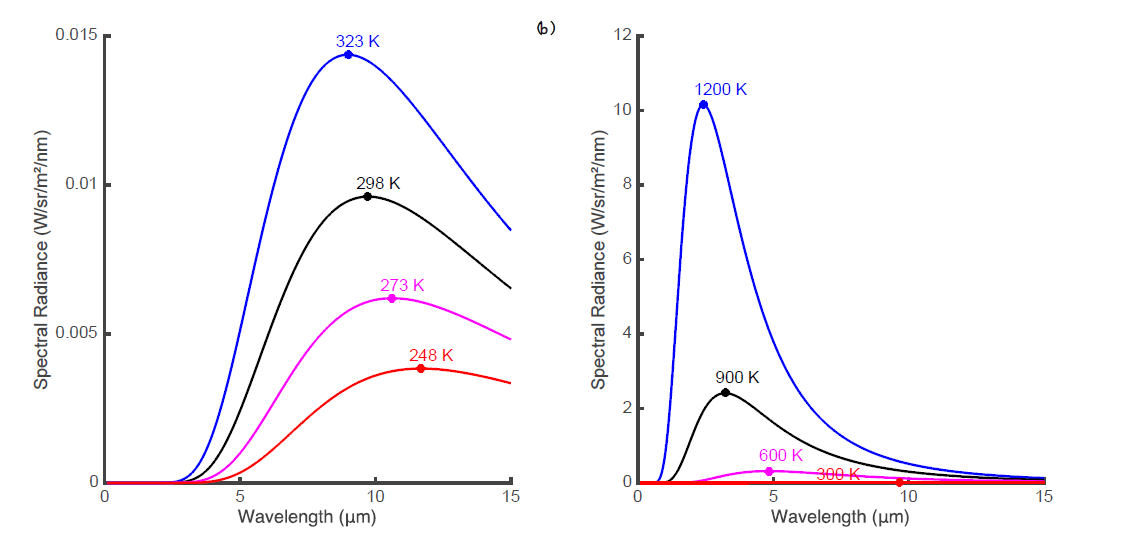 0.015
0.01
0.005
0
0
5
10
15
323 K
298 K
273 K
248 K
Spectral Radiance (W/sr/m²/nm)
Wavelength (μm)
(b)
12
10
8
6
4
2
0
0
5
10
15
1200 K
900 K
600 K
300 K
Spectral Radiance (W/sr/m²/nm)
Wavelength (μm)